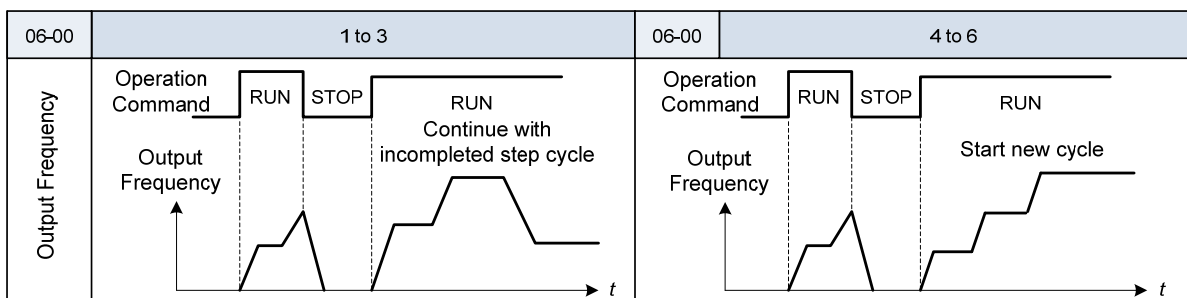 06-00
1 to 3
06-00
4 to 6
Output Frequency
Operation
Command
RUN
STOP
RUN
Continue with
incompleted step cycle
Output
Frequency
t
Operation
Command
RUN
STOP
RUN
Start new cycle
Output
Frequency
t